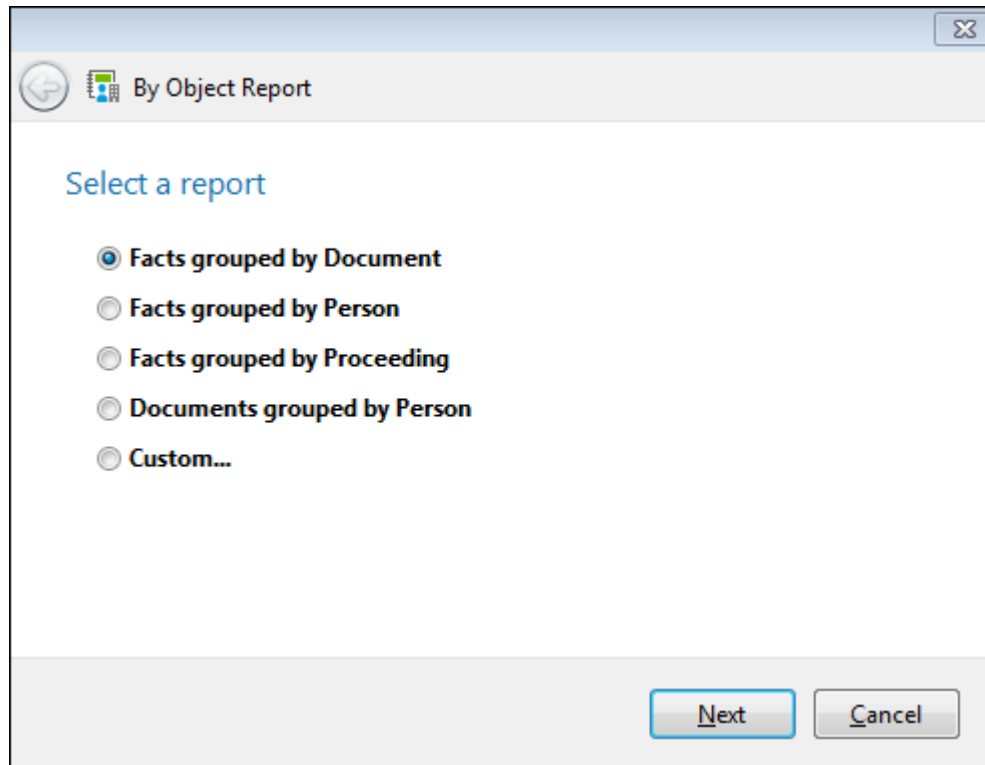 By Object Report
Select a report
Facts grouped by Document
Facts grouped by Person
Facts grouped by Proceeding
Documents grouped by Person
Custom...
Next
Cancel